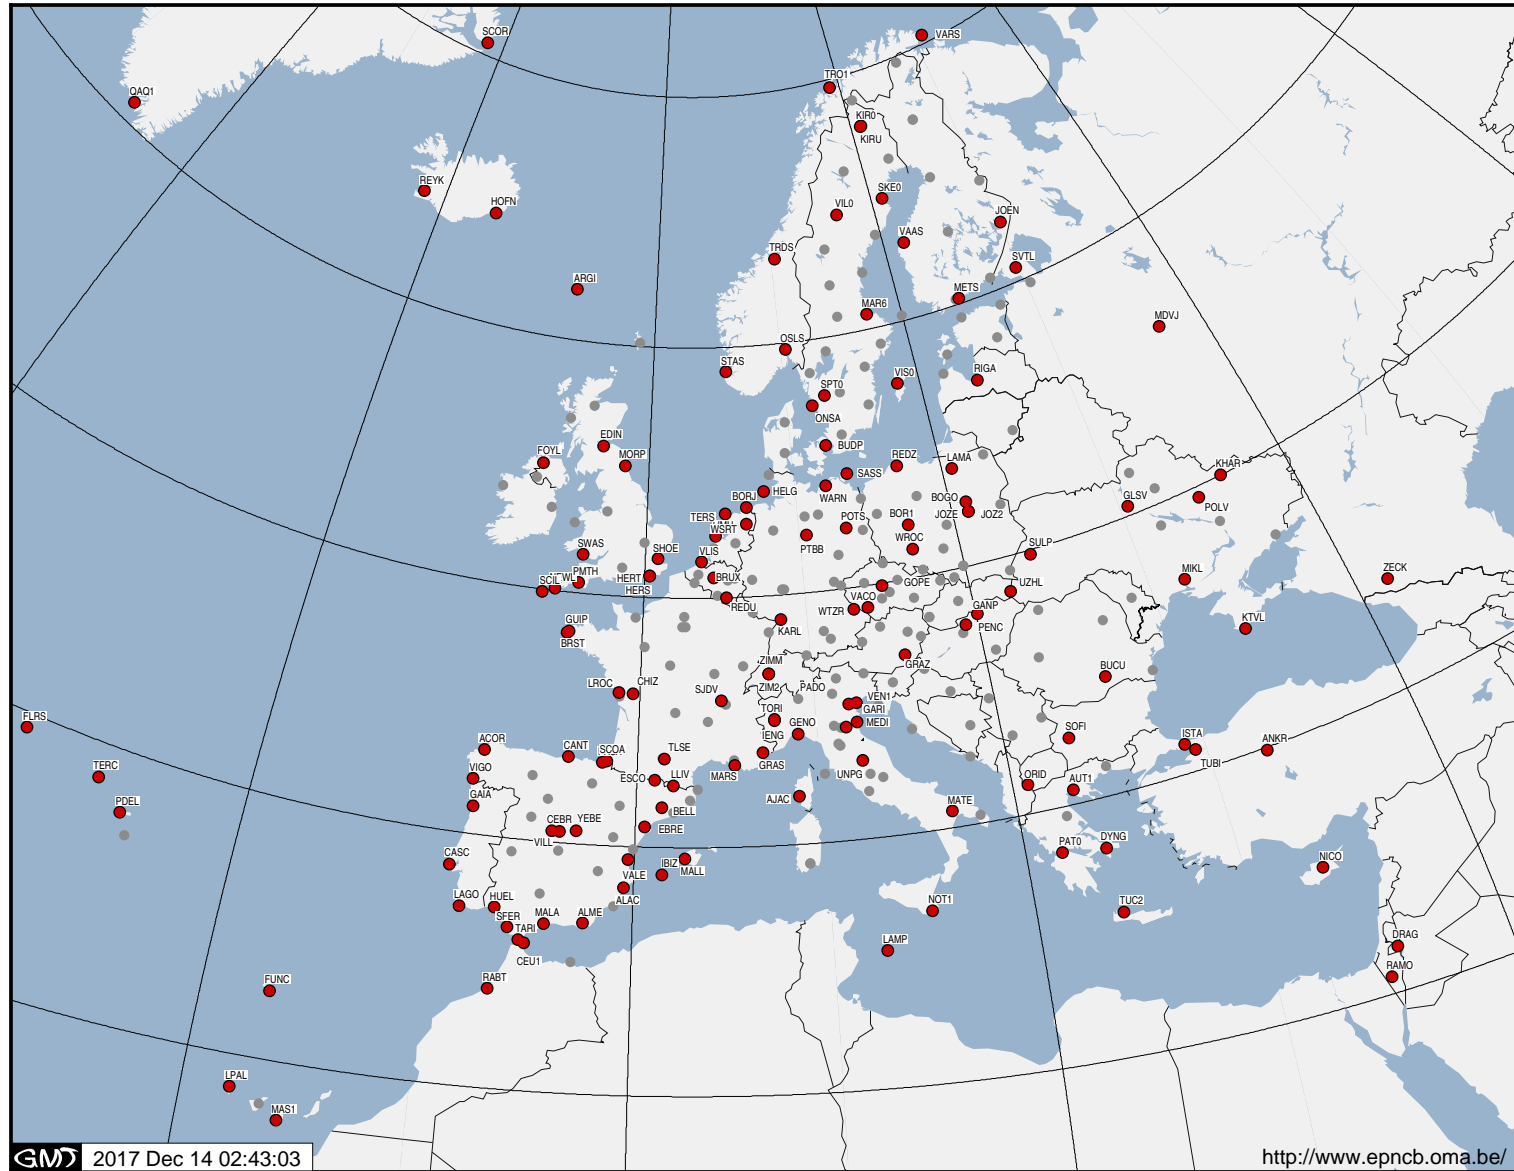 SCOR
VARS
TRO1
QAQ1
KIR0
KIRU
REYK
SKE0
HOFN
VIL0
JOEN
VAAS
TRDS
SVTL
ARGI
METS
MAR6
MDVJ
OSLS
STAS
RIGA
VIS0
SPT0
ONSA
EDIN
BUDP
FOYL
MORP
REDZ
LAMA
KHAR
SASS
HELG
WARN
GLSV
BORJ
BOGO
POLV
TERS
BOR1
JOZE
JOZ2
POTS
WSRT
PTBB
WROC
SWAS
SHOE
VLIS
SULP
SCIL
PMTH
HERT
BRUX
MIKL
ZECK
HERS
GOPE
UZHL
REDU
VACO
WTZR
GANP
GUIP
KARL
PENC
KTVL
BRST
GRAZ
ZIMM
BUCU
LROC
CHIZ
SJDV
ZIM2
PADO
VEN1
GARI
FLRS
TORI
GENO
MEDI
SOFI
ISTA
ANKR
ACOR
CANT
SCOA
IENG
TUBI
TLSE
TERC
VIGO
ESCO
LLIV
MARS
GRAS
UNPG
ORID
AUT1
GAIA
AJAC
PDEL
BELL
MATE
CEBR
YEBE
EBRE
VILL
PAT0
DYNG
CASC
IBIZ
MALL
NICO
VALE
LAGO
HUEL
ALAC
NOT1
TUC2
SFER
MALA
ALME
TARI
LAMP
DRAG
CEU1
FUNC
RABT
RAMO
LPAL
MAS1
GMT
2017 Dec 14 02:43:03
http://www.epncb.oma.be/